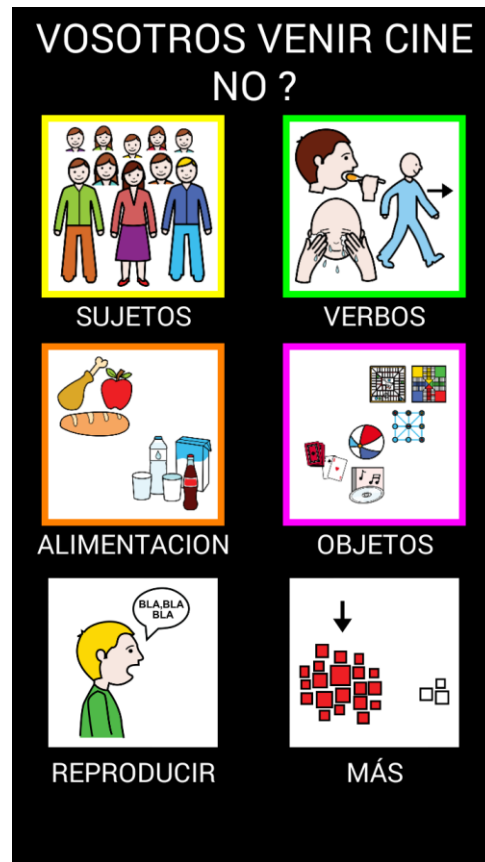 VOSOTROS VENIR CINE
NO ?
SUJETOS
VERBOS
ALIMENTACION
OBJETOS
BLA,BLA
BLA
REPRODUCIR
MÁS